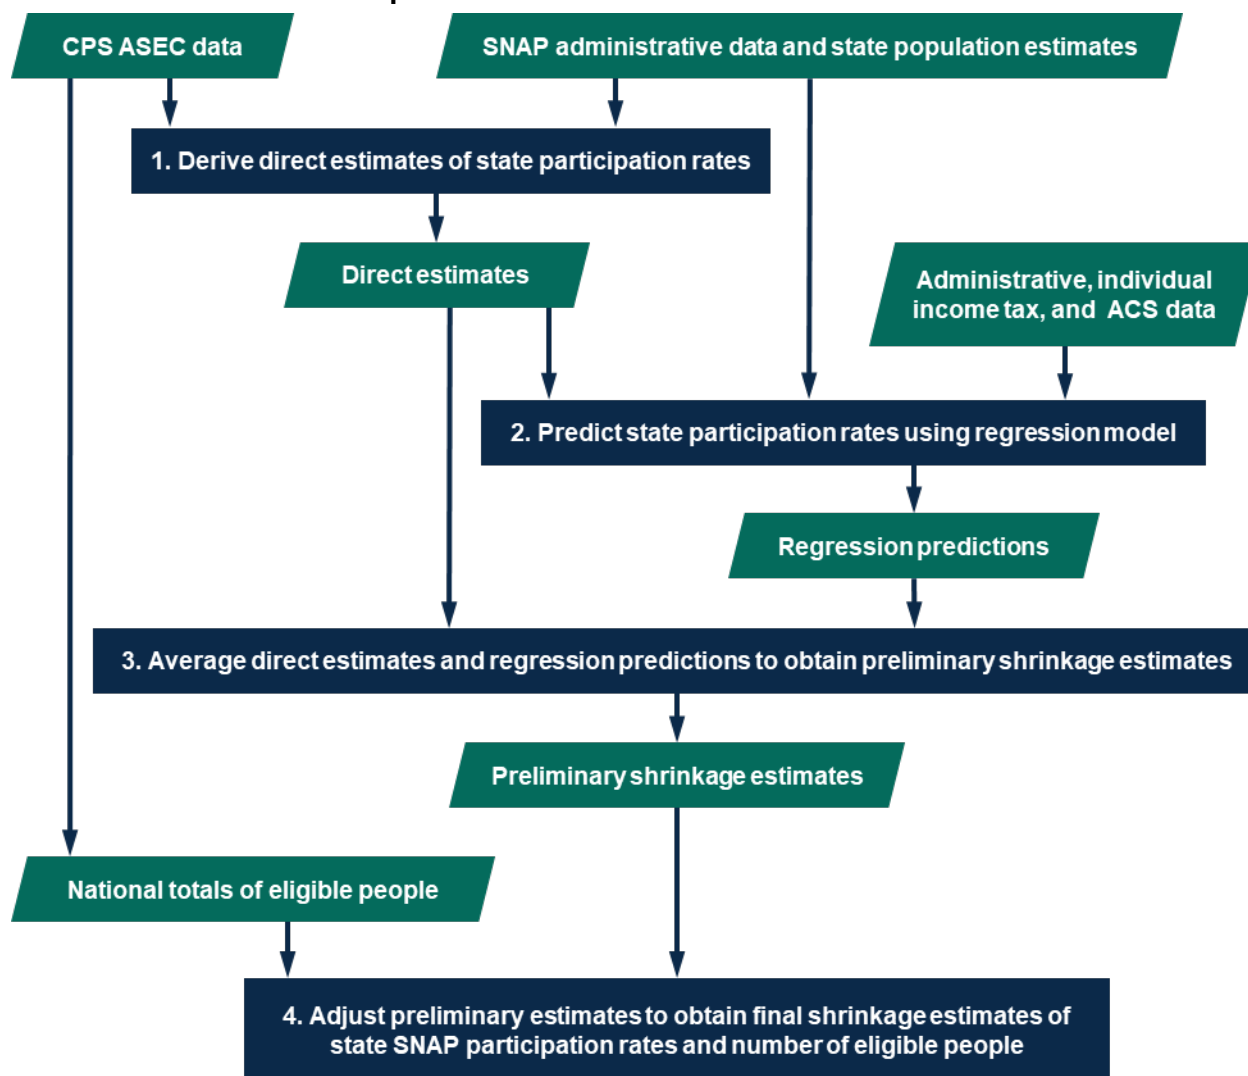 CPS ASEC data
SNAP administrative data and state population estimates
1. Derive direct estimates of state participation rates
Direct estimates
Administrative, individual
income tax, and ACS data
2. Predict state participation rates using regression model
Regression predictions
3. Average direct estimates and regression predictions to obtain preliminary shrinkage estimates
Preliminary shrinkage estimates
National totals of eligible people
4. Adjust preliminary estimates to obtain final shrinkage estimates of
state SNAP participation rates and number of eligible people